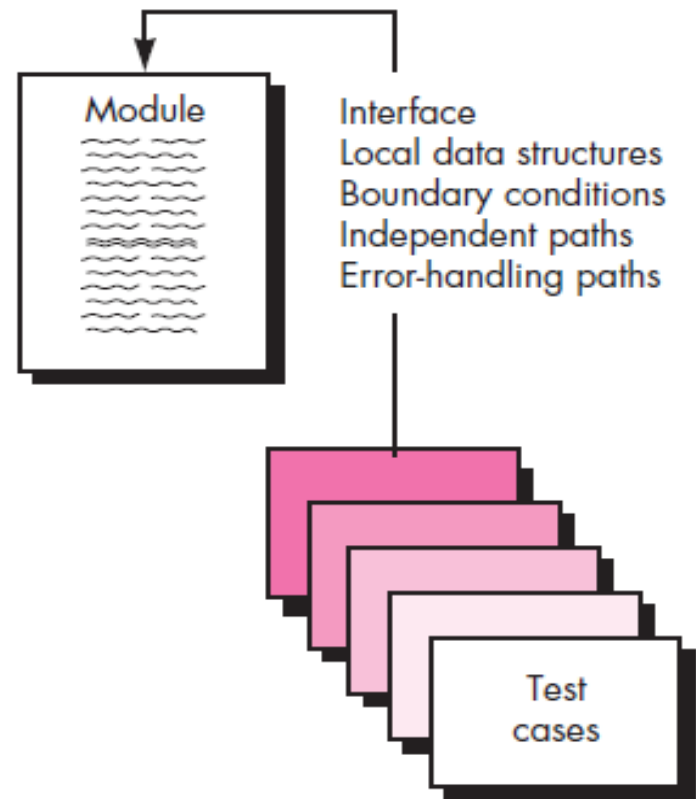 Module
Interface
Local data structures
Boundary conditions
Independent paths
Error-handling paths
Test
cases